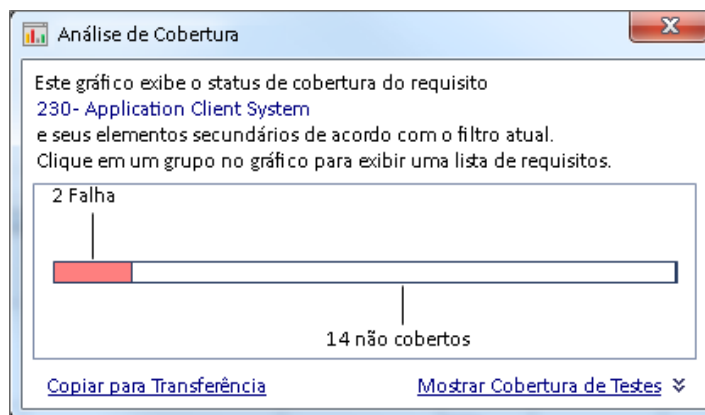 Análise de Cobertura
Este gráfico exibe o status de cobertura do requisito
230- Application Client System
e seus elementos secundários de acordo com o filtro atual.
Clique em um grupo no gráfico para exibir uma lista de requisitos.
2 Falha
14 não cobertos
Copiar para Transferência
Mostrar Cobertura de Testes